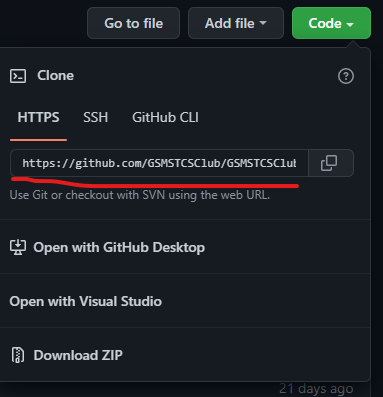 Go to file Add file Code
Clone
HTTPS SSH GitHub CLI
https://github.com/GSMSTCSClub/GSMSTCSClub
Use Git or checkout with SVN using the web URL.
Open with GitHub Desktop
Open with Visual Studio
Download ZIP
21 days ago